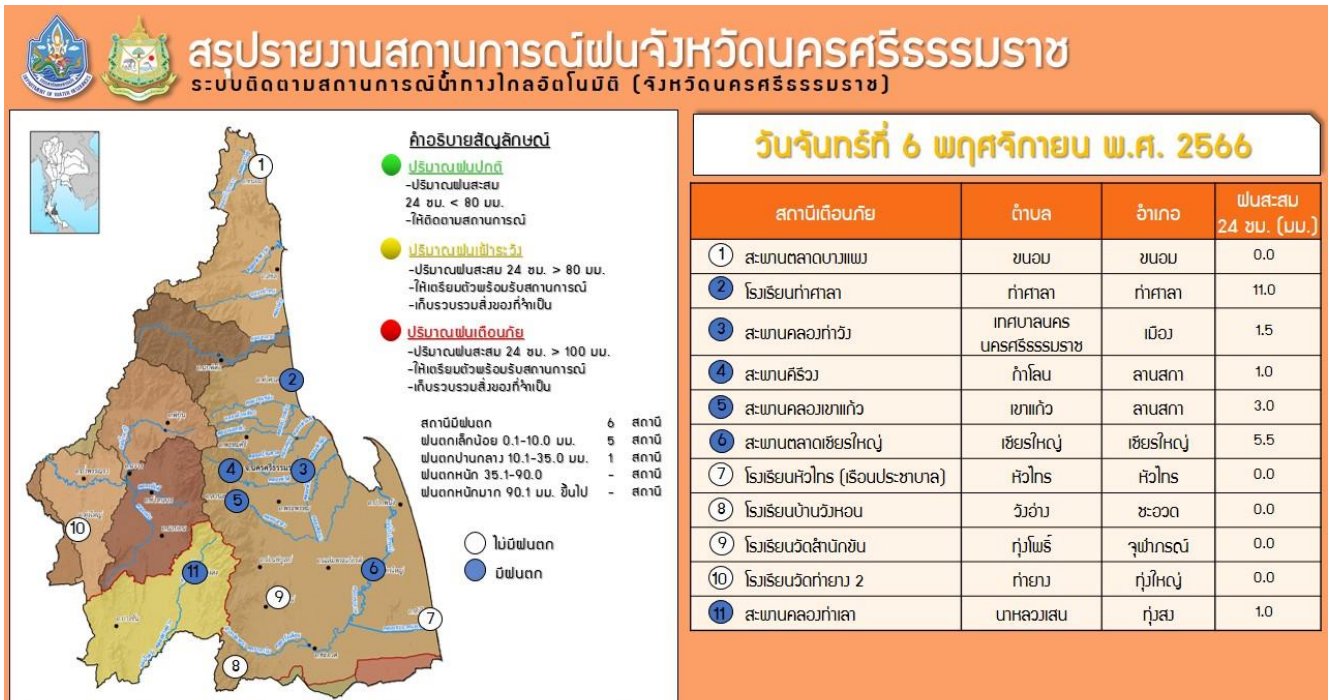 สรุปรายงานสถานการณ์ฝนจังหวัดนครศรีธรรมราช
ระบบติดตามสถานการณ์น้ำทางไกลอัตโนมัติ (จังหวัดนครศรีธรรมราช)
คำอธิบายสัญลักษณ์
ปริมาณฝนปกติ
-ปริมาณฝนสะสม
24 ชม. < 80 มม.
-ให้ติดตามสถานการณ์
ปริมาณฝนเฝ้าระวัง
-ปริมาณฝนสะสม 24 ชม. > 80 มม.
-ให้เตรียมตัวพร้อมรับสถานการณ์
-เก็บรวบรวมสิ่งของที่จำเป็น
ปริมาณฝนเตือนภัย
-ปริมาณฝนสะสม 24 ชม. > 100 มม.
-ให้เตรียมตัวพร้อมรับสถานการณ์
-เก็บรวบรวมสิ่งของที่จำเป็น
สถานีมีฝนตก 6 สถานี
ฝนตกเล็กน้อย 0.1-10.0 มม. 5 สถานี
ฝนตกปานกลาง 10.1-35.0 มม. 1 สถานี
ฝนตกหนัก 35.1-90.0 - สถานี
ฝนตกหนักมาก 90.1 มม. ขึ้นไป - สถานี
ไม่มีฝนตก
มีฝนตก
1
2
3
4
5
6
7
8
9
10
11
วันจันทร์ที่ 6 พฤศจิกายน พ.ศ. 2566
สถานีเตือนภัย ตำบล อำเภอ ฝนสะสม
24 ชม. (มม.)
1 สะพานตลาดบางแพง ขนอม ขนอม 0.0
2 โรงเรียนท่าศาลา ท่าศาลา ท่าศาลา 11.0
3 สะพานคลองท่าวัง เทศบาลนคร
นครศรีธรรมราช เมือง 1.5
4 สะพานคีรีวง กำโลน ลานสกา 1.0
5 สะพานคลองเขาแก้ว เขาแก้ว ลานสกา 3.0
6 สะพานตลาดเชียรใหญ่ เชียรใหญ่ เชียรใหญ่ 5.5
7 โรงเรียนหัวไทร (เรือนประชาบาล) หัวไทร หัวไทร 0.0
8 โรงเรียนบ้านวังหอน วังอ่าง ชะอวด 0.0
9 โรงเรียนวัดสำนักขัน ทุ่งโพธิ์ จุฬาภรณ์ 0.0
10 โรงเรียนวัดท่ายาง 2 ท่ายาง ทุ่งใหญ่ 0.0
11 สะพานคลองท่าเลา นาหลวงเสน ทุ่งสง 1.0